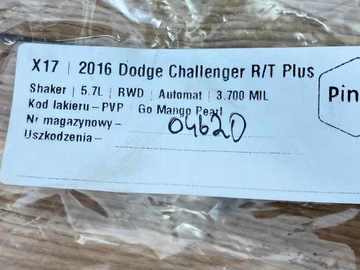 X17 | 2016 Dodge Challenger R/T Plus
Shaker | 5.7L | RWD | Automat | 3.700 MIL
Kod lakieru – PVP Go Mango Pearl
Nr magazynowy – 04620
Uszkodzenia –
Pin